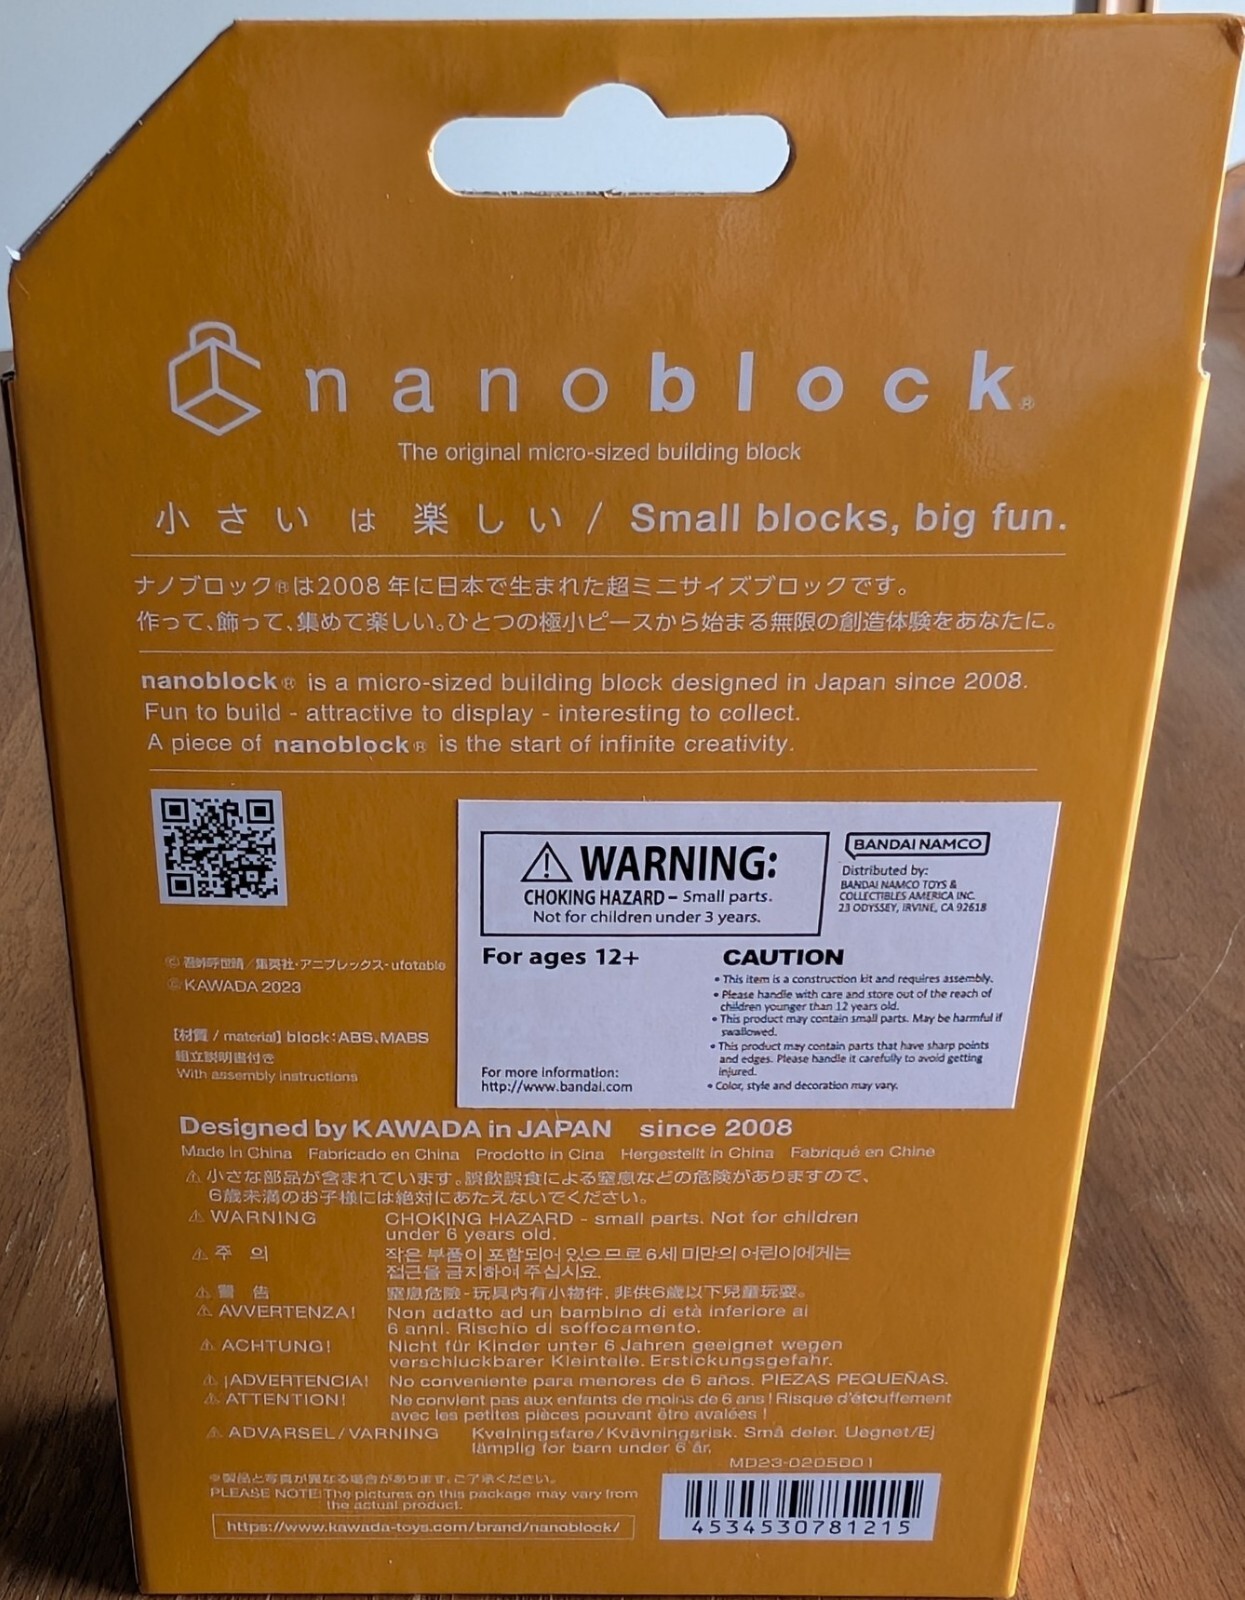 nanoblock®
The original micro-sized building block
小さいは楽しい / Small blocks, big fun.
ナノブロック®は2008年に日本で生まれた超ミニサイズブロックです。
作って、飾って、集めて楽しい。ひとつの極小ピースから始まる無限の創造体験をあなたに。
nanoblock® is a micro-sized building block designed in Japan since 2008.
Fun to build - attractive to display - interesting to collect.
A piece of nanoblock® is the start of infinite creativity.
⚠ WARNING:
CHOKING HAZARD – Small parts.
Not for children under 3 years.
BANDAI NAMCO
Distributed by:
BANDAI NAMCO TOYS &
COLLECTIBLES AMERICA INC.
23 ODYSSEY, IRVINE, CA 92618
For ages 12+
CAUTION
• This item is a construction kit and requires assembly.
• Please handle with care and store out of the reach of
children younger than 12 years old.
• This product may contain small parts. May be harmful if
swallowed.
• This product may contain parts that have sharp points
and edges. Please handle it carefully to avoid getting
injured.
• Color, style and decoration may vary.
For more information:
http://www.bandai.com
© 吾峠呼世晴／集英社・アニプレックス・ufotable
© KAWADA 2023
[材質 / material] block:ABS、MABS
組立説明書付き
With assembly instructions
Designed by KAWADA in JAPAN since 2008
Made in China Fabricado en China Prodotto in Cina Hergestellt in China Fabriqué en Chine
⚠ 小さな部品が含まれています。誤飲誤食による窒息などの危険がありますので、
6歳未満のお子様には絶対にあたえないでください。
⚠ WARNING CHOKING HAZARD - small parts. Not for children
under 6 years old.
⚠ 주 의 작은 부품이 포함되어 있으므로 6세 미만의 어린이에게는
접근을 금지하여 주십시요.
⚠ 警 告 窒息危險-玩具內有小物件, 非供6歲以下兒童玩耍。
⚠ AVVERTENZA! Non adatto ad un bambino di età inferiore ai
6 anni. Rischio di soffocamento.
⚠ ACHTUNG! Nicht für Kinder unter 6 Jahren geeignet wegen
verschluckbarer Kleinteile. Erstickungsgefahr.
⚠ ¡ADVERTENCIA! No conveniente para menores de 6 años. PIEZAS PEQUEÑAS.
⚠ ATTENTION! Ne convient pas aux enfants de moins de 6 ans ! Risque d'étouffement
avec les petites pièces pouvant être avalées !
⚠ ADVARSEL/VARNING Kvelningsfare/Kvävningsrisk. Små deler. Uegnet/Ej
lämplig for barn under 6 år.
MD23-0205D01
※製品と写真が異なる場合があります。ご了承ください。
PLEASE NOTE:The pictures on this package may vary from
the actual product.
https://www.kawada-toys.com/brand/nanoblock/
4534530781215